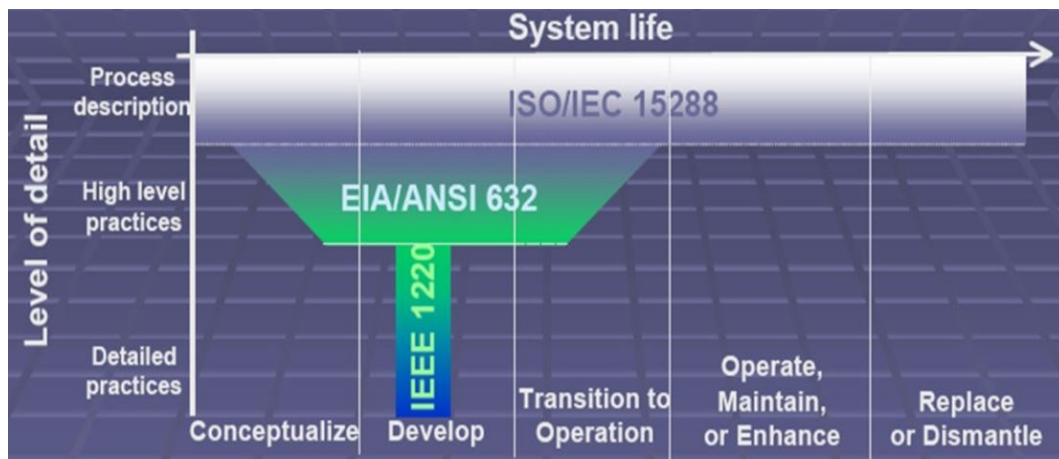 System life
Level of detail
Process
description
ISO/IEC 15288
High level
practices
EIA/ANSI 632
IEEE 1220
Detailed
practices
Conceptualize
Develop
Transition to
Operation
Operate,
Maintain,
or Enhance
Replace
or Dismantle